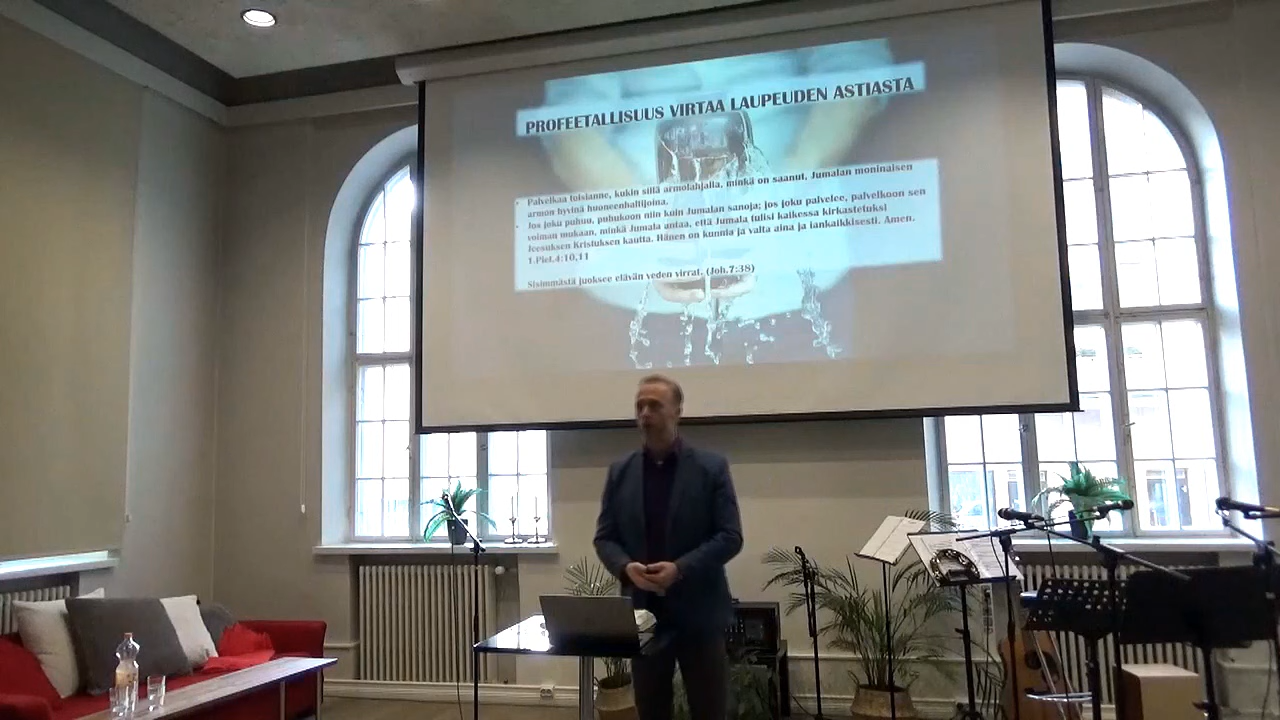 PROFEETALLISUUS VIRTAA LAUPEUDEN ASTIASTA
• Palvelkaa toisianne, kukin sillä armolahjalla, minkä on saanut, Jumalan moninaisen
armon hyvinä huoneenhaltijoina.
• Jos joku puhuu, puhukoon niin kuin Jumalan sanoja; jos joku palvelee, palvelkoon sen
voiman mukaan, minkä Jumala antaa, että Jumala tulisi kaikessa kirkastetuksi
Jeesuksen Kristuksen kautta. Hänen on kunnia ja valta aina ja iankaikkisesti. Amen.
1.Piet.4:10,11
Sisimmästä juoksee elävän veden virrat. (Joh.7:38)